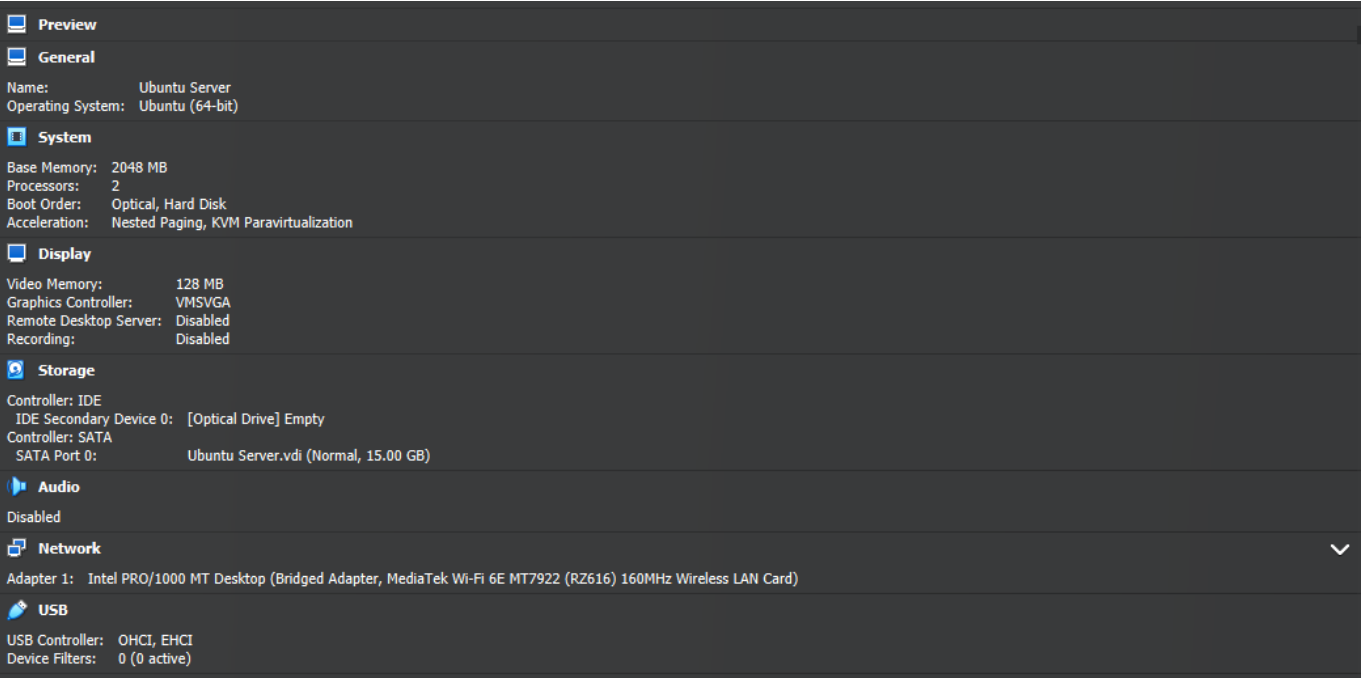 Preview
General
Name: Ubuntu Server
Operating System: Ubuntu (64-bit)
System
Base Memory: 2048 MB
Processors: 2
Boot Order: Optical, Hard Disk
Acceleration: Nested Paging, KVM Paravirtualization
Display
Video Memory: 128 MB
Graphics Controller: VMSVGA
Remote Desktop Server: Disabled
Recording: Disabled
Storage
Controller: IDE
IDE Secondary Device 0: [Optical Drive] Empty
Controller: SATA
SATA Port 0: Ubuntu Server.vdi (Normal, 15.00 GB)
Audio
Disabled
Network
Adapter 1: Intel PRO/1000 MT Desktop (Bridged Adapter, MediaTek Wi-Fi 6E MT7922 (RZ616) 160MHz Wireless LAN Card)
USB
USB Controller: OHCI, EHCI
Device Filters: 0 (0 active)